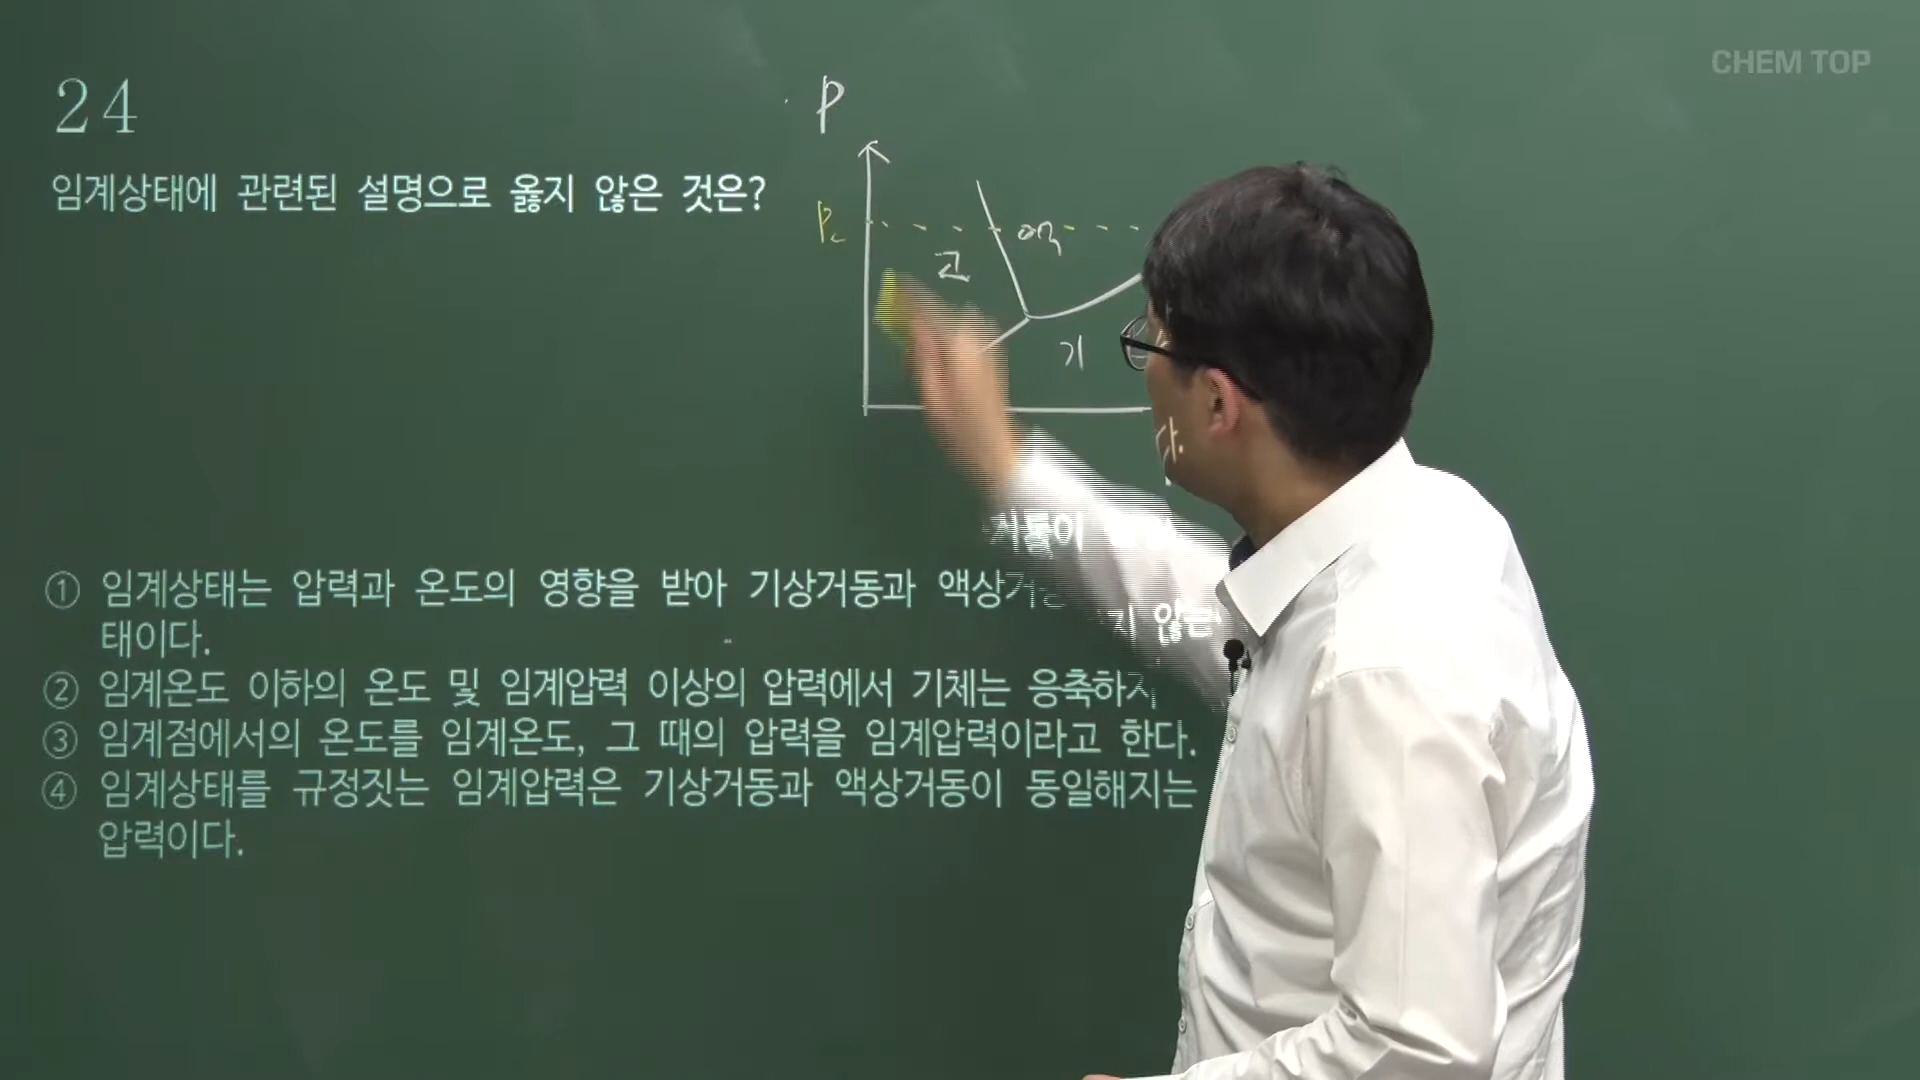 CHEM TOP
24
임계상태에 관련된 설명으로 옳지 않은 것은?
P
Pc
고
액
기
다.
거동이
지 않는
① 임계상태는 압력과 온도의 영향을 받아 기상거동과 액상거동
태이다.
② 임계온도 이하의 온도 및 임계압력 이상의 압력에서 기체는 응축하지
③ 임계점에서의 온도를 임계온도, 그 때의 압력을 임계압력이라고 한다.
④ 임계상태를 규정짓는 임계압력은 기상거동과 액상거동이 동일해지는
압력이다.